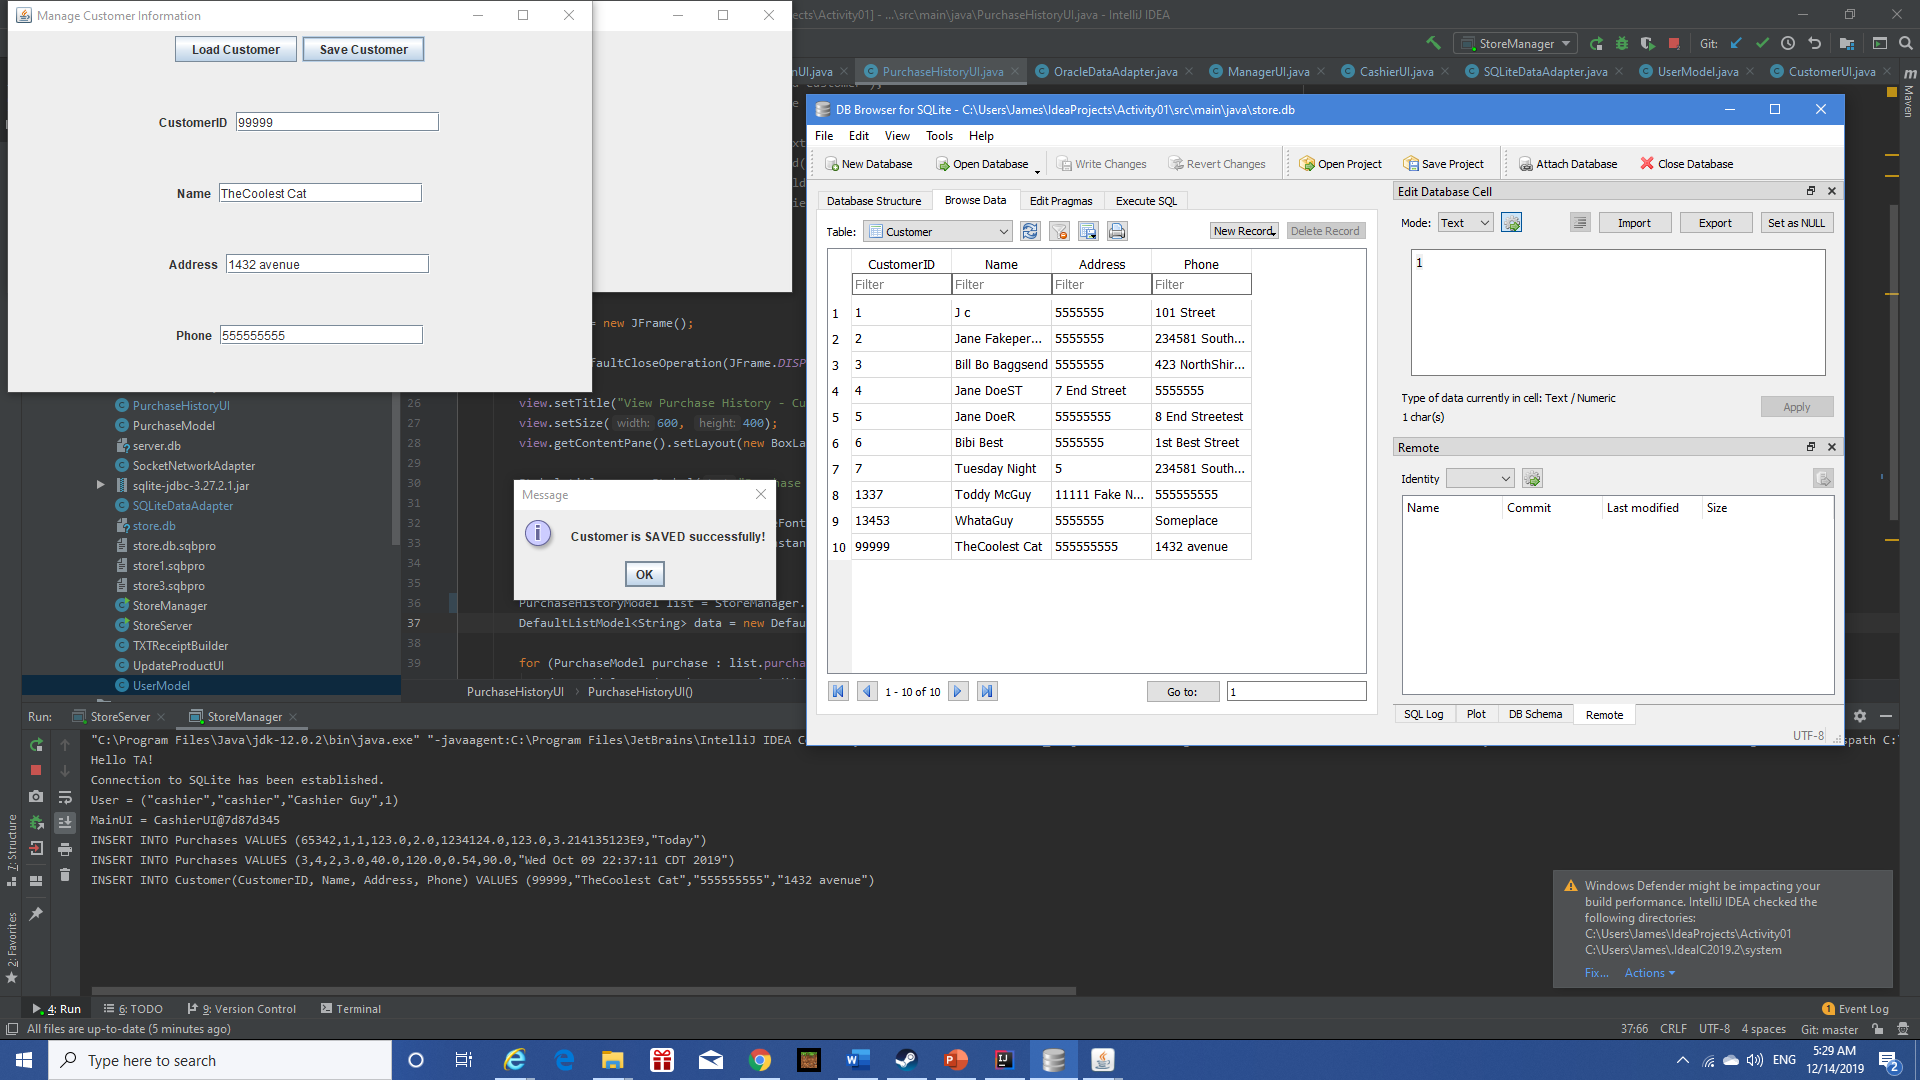 Manage Customer Information
Load Customer
Save Customer
CustomerID 99999
Name TheCoolest Cat
Address 1432 avenue
Phone 555555555
cts\Activity01] - ...\src\main\java\PurchaseHistoryUI.java - IntelliJ IDEA
StoreManager
Git:
nUI.java
PurchaseHistoryUI.java
OracleDataAdapter.java
ManagerUI.java
CashierUI.java
SQLiteDataAdapter.java
UserModel.java
CustomerUI.java
Maven
DB Browser for SQLite - C:\Users\James\IdeaProjects\Activity01\src\main\java\store.db
File Edit View Tools Help
New Database Open Database Write Changes Revert Changes Open Project Save Project Attach Database Close Database
Database Structure Browse Data Edit Pragmas Execute SQL
Table: Customer New Record Delete Record
CustomerID Name Address Phone
Filter Filter Filter Filter
1 1 J c 5555555 101 Street
2 2 Jane Fakeper... 5555555 234581 South...
3 3 Bill Bo Baggsend 5555555 423 NorthShir...
4 4 Jane DoeST 7 End Street 5555555
5 5 Jane DoeR 55555555 8 End Streetest
6 6 Bibi Best 5555555 1st Best Street
7 7 Tuesday Night 5 234581 South...
8 1337 Toddy McGuy 11111 Fake N... 555555555
9 13453 WhataGuy 5555555 Someplace
10 99999 TheCoolest Cat 555555555 1432 avenue
1 - 10 of 10
Go to: 1
Edit Database Cell
Mode: Text Import Export Set as NULL
1
Type of data currently in cell: Text / Numeric
1 char(s)
Apply
Remote
Identity
Name Commit Last modified Size
SQL Log Plot DB Schema Remote
UTF-8
PurchaseHistoryUI
PurchaseModel
server.db
SocketNetworkAdapter
sqlite-jdbc-3.27.2.1.jar
SQLiteDataAdapter
store.db
store.db.sqbpro
store1.sqbpro
store3.sqbpro
StoreManager
StoreServer
TXTReceiptBuilder
UpdateProductUI
UserModel
= new JFrame();
faultCloseOperation(JFrame.DISP
26 view.setTitle("View Purchase History - Cu
27 view.setSize( width: 600, height: 400);
28 view.getContentPane().setLayout(new BoxLa
29
30
31
32
33
34
35
36 PurchaseHistoryModel list = StoreManager.
37 DefaultListModel<String> data = new Defau
38
39 for (PurchaseModel purchase : list.purcha
PurchaseHistoryUI › PurchaseHistoryUI()
Message
Customer is SAVED successfully!
OK
Run: StoreServer StoreManager
"C:\Program Files\Java\jdk-12.0.2\bin\java.exe" "-javaagent:C:\Program Files\JetBrains\IntelliJ IDEA C
spath C:
Hello TA!
Connection to SQLite has been established.
User = ("cashier","cashier","Cashier Guy",1)
MainUI = CashierUI@7d87d345
INSERT INTO Purchases VALUES (65342,1,1,123.0,2.0,1234124.0,123.0,3.214135123E9,"Today")
INSERT INTO Purchases VALUES (3,4,2,3.0,40.0,120.0,0.54,90.0,"Wed Oct 09 22:37:11 CDT 2019")
INSERT INTO Customer(CustomerID, Name, Address, Phone) VALUES (99999,"TheCoolest Cat","555555555","1432 avenue")
7: Structure
2: Favorites
Windows Defender might be impacting your
build performance. IntelliJ IDEA checked the
following directories:
C:\Users\James\IdeaProjects\Activity01
C:\Users\James\.IdeaIC2019.2\system
Fix... Actions
4: Run 6: TODO 9: Version Control Terminal
1 Event Log
All files are up-to-date (5 minutes ago)
37:66 CRLF UTF-8 4 spaces Git: master
Type here to search
ENG
5:29 AM
12/14/2019
2